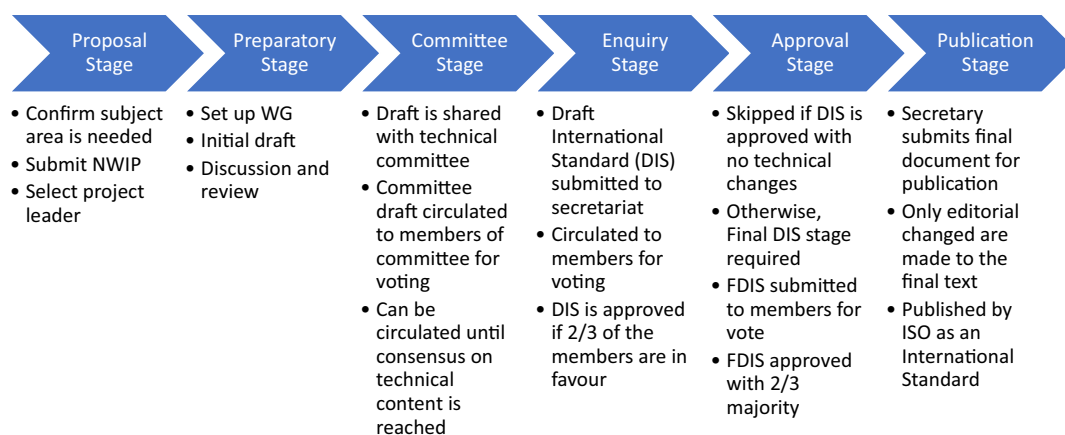 Proposal
Stage
Preparatory
Stage
Committee
Stage
Enquiry
Stage
Approval
Stage
Publication
Stage
• Confirm subject
area is needed
• Submit NWIP
• Select project
leader
• Set up WG
• Initial draft
• Discussion and
review
• Draft is shared
with technical
committee
• Committee
draft circulated
to members of
committee for
voting
• Can be
circulated until
consensus on
technical
content is
reached
• Draft
International
Standard (DIS)
submitted to
secretariat
• Circulated to
members for
voting
• DIS is approved
if 2/3 of the
members are in
favour
• Skipped if DIS is
approved with
no technical
changes
• Otherwise,
Final DIS stage
required
• FDIS submitted
to members for
vote
• FDIS approved
with 2/3
majority
• Secretary
submits final
document for
publication
• Only editorial
changed are
made to the
final text
• Published by
ISO as an
International
Standard